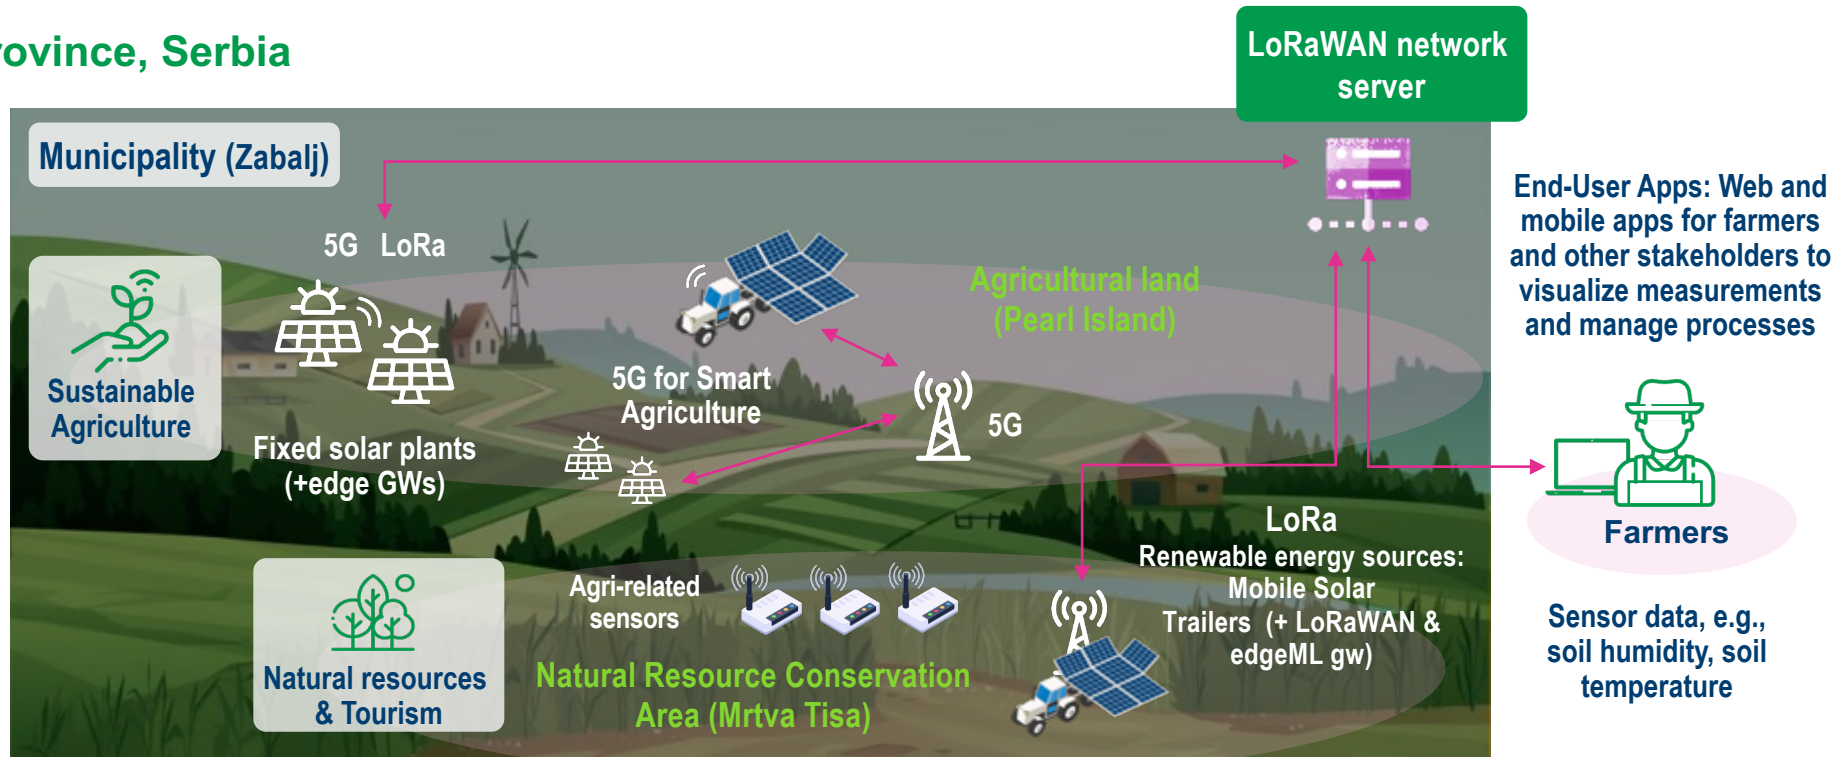 Province, Serbia
LoRaWAN network
server
Municipality (Zabalj)
5G LoRa
Sustainable
Agriculture
Fixed solar plants
(+edge GWs)
5G for Smart
Agriculture
Agricultural land
(Pearl Island)
5G
End-User Apps: Web and
mobile apps for farmers
and other stakeholders to
visualize measurements
and manage processes
Farmers
Sensor data, e.g.,
soil humidity, soil
temperature
LoRa
Renewable energy sources:
Mobile Solar
Trailers (+ LoRaWAN &
edgeML gw)
Agri-related
sensors
Natural Resource Conservation
Area (Mrtva Tisa)
Natural resources
& Tourism